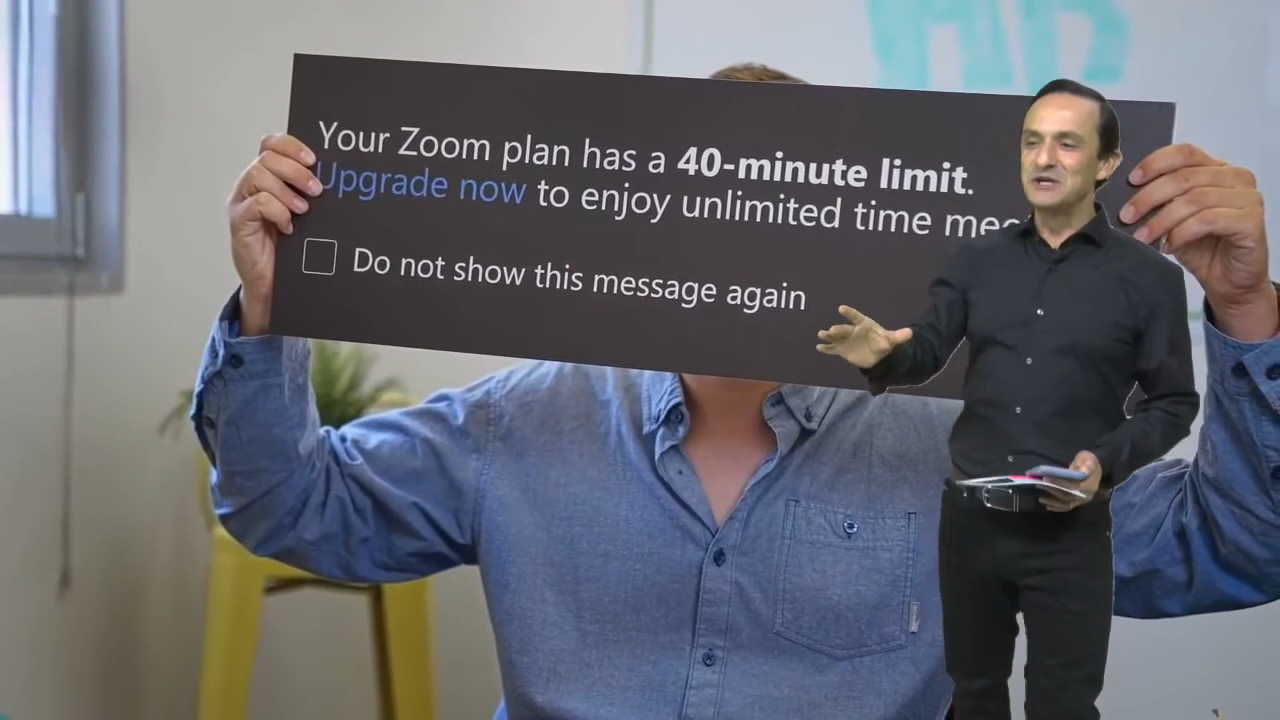 HB
Your Zoom plan has a 40-minute limit.
Upgrade now to enjoy unlimited time
Do not show this message again